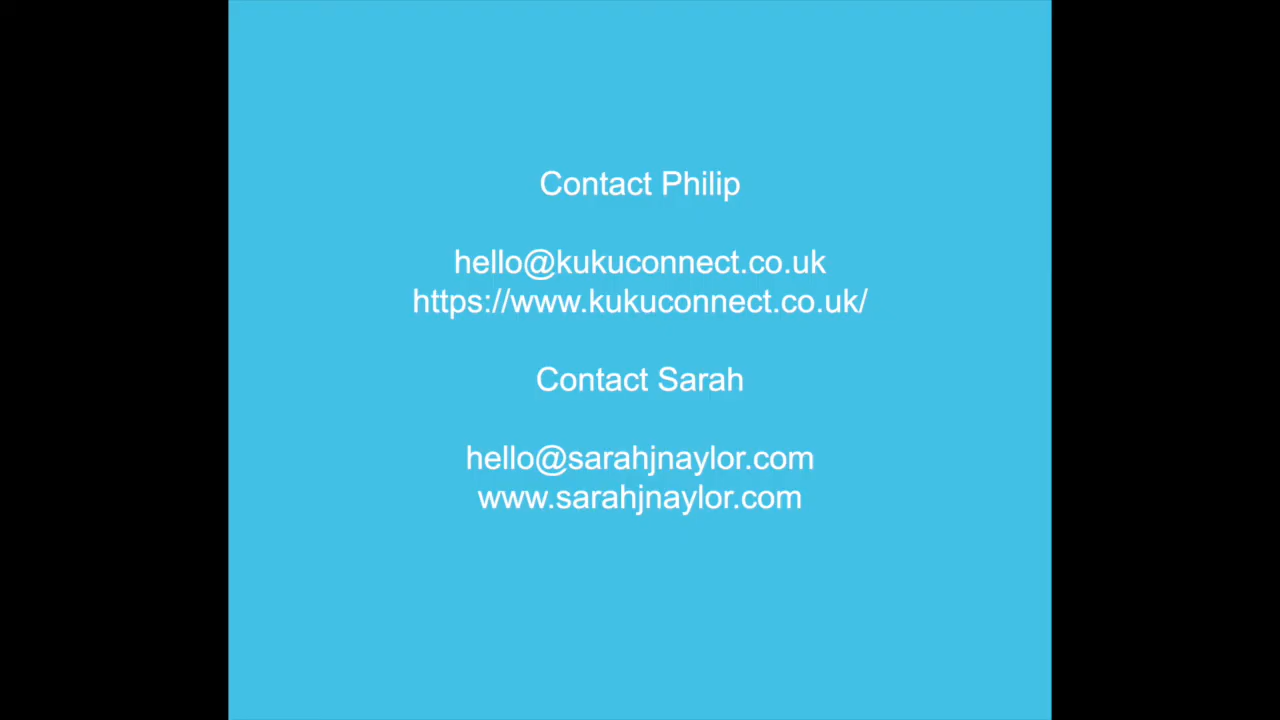 Contact Philip
hello@kukuconnect.co.uk
https://www.kukuconnect.co.uk/
Contact Sarah
hello@sarahjnaylor.com
www.sarahjnaylor.com